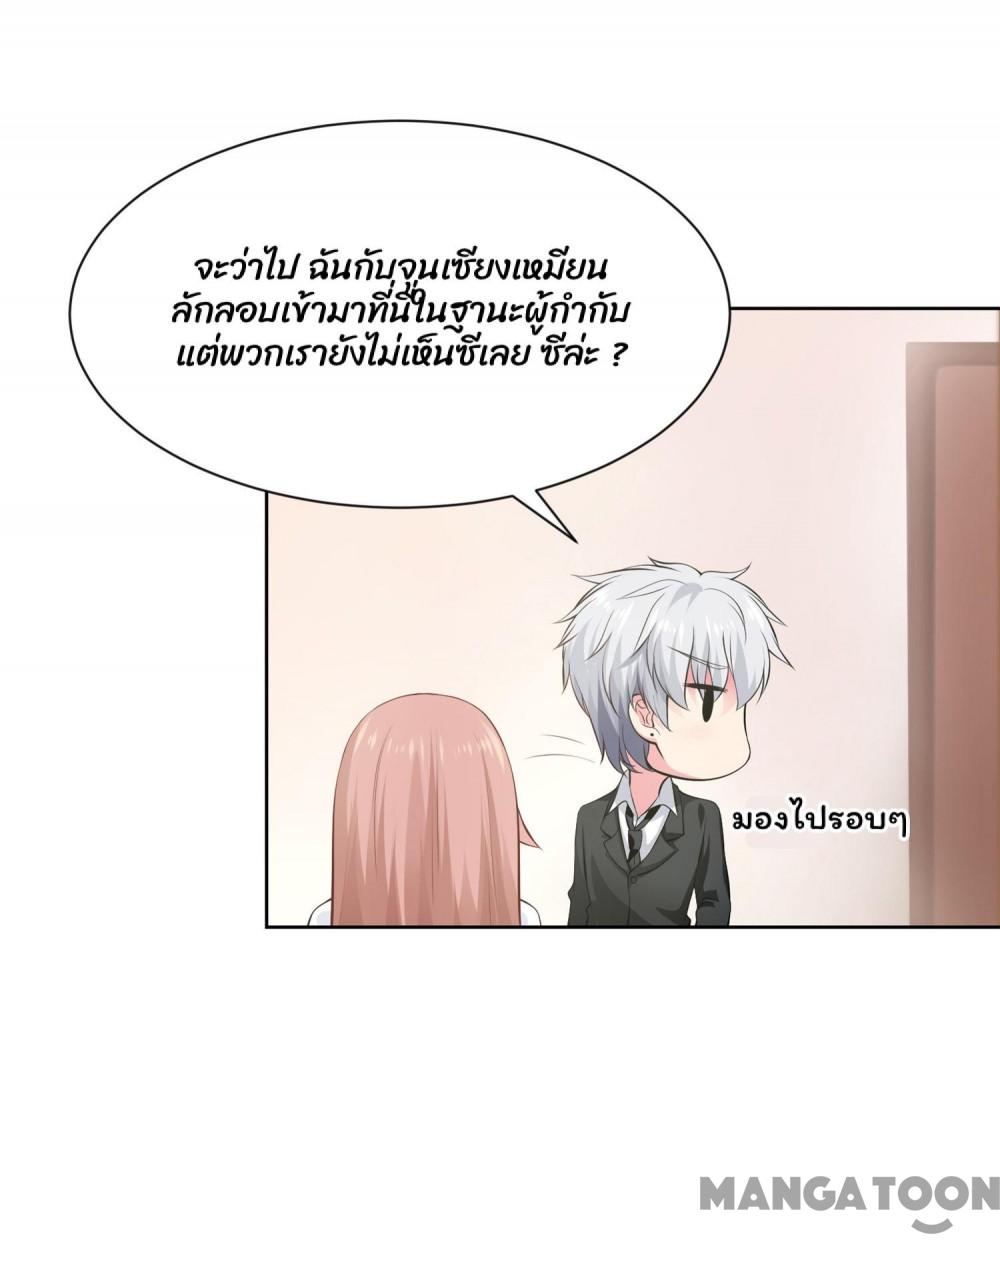 จะว่าไป ฉันกับจุนเซียงเหมียน
ลักลอบเข้ามาที่นี่ในฐานะผู้กำกับ
แต่พวกเรายังไม่เห็นซีเลย ซีล่ะ ?
มองไปรอบๆ
MANGA TOON